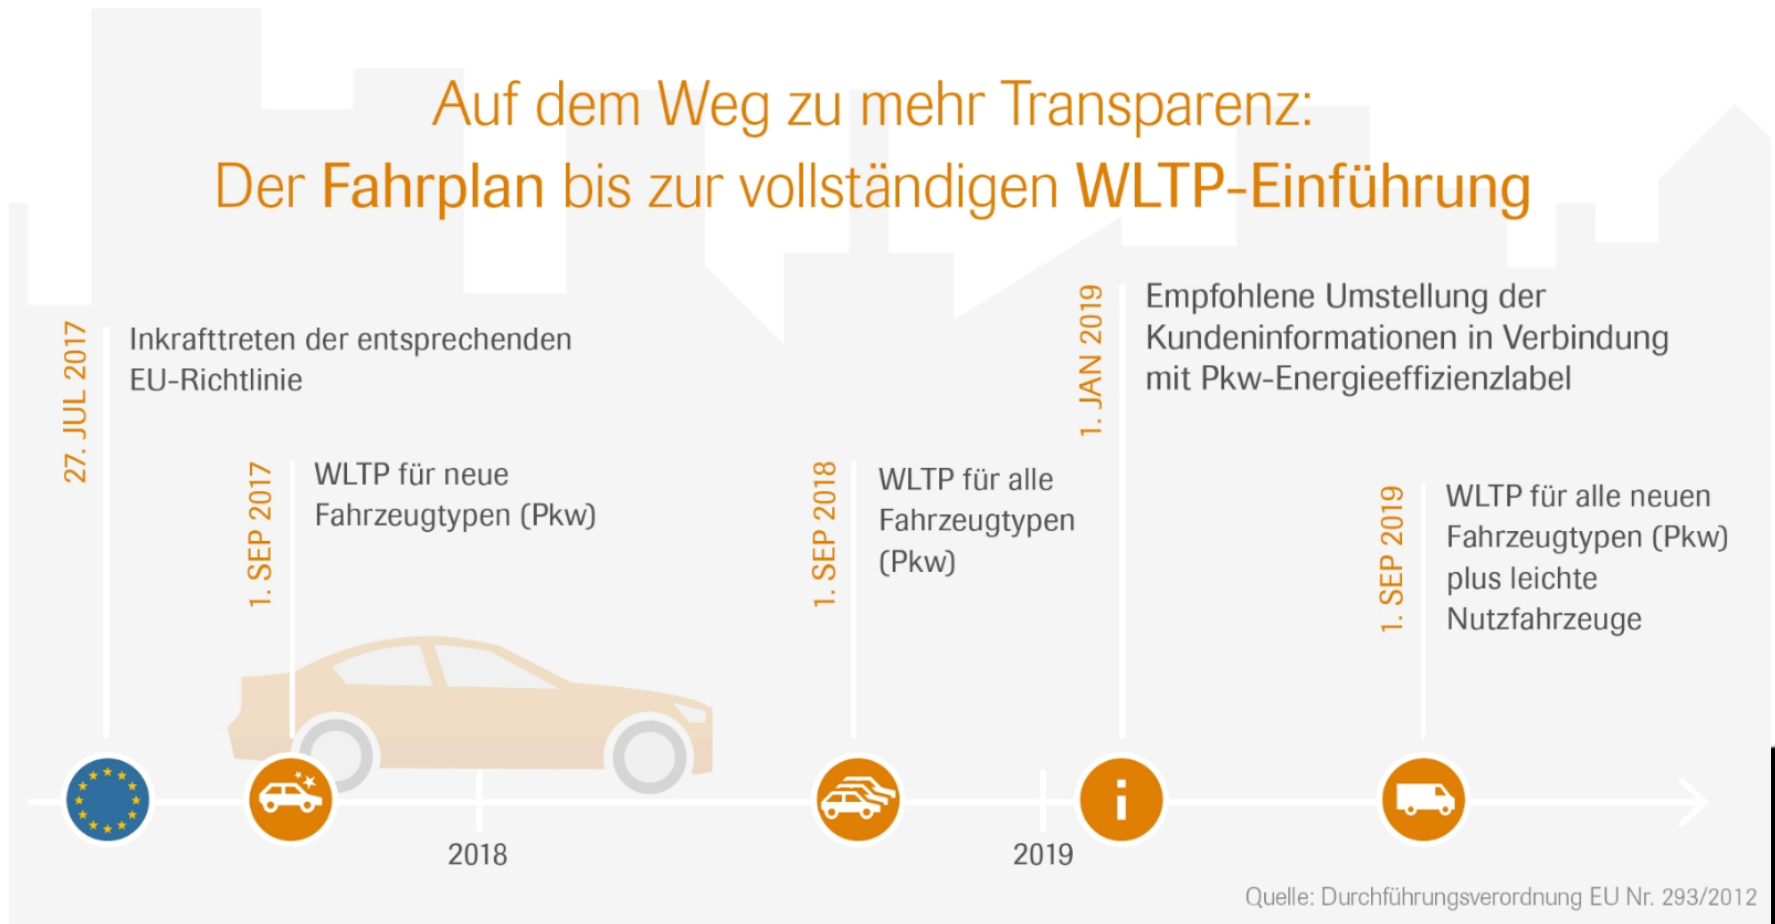 Auf dem Weg zu mehr Transparenz:
Der Fahrplan bis zur vollständigen WLTP-Einführung
27. JUL 2017
Inkrafttreten der entsprechenden
EU-Richtlinie
1. SEP 2017
WLTP für neue
Fahrzeugtypen (Pkw)
1. SEP 2018
WLTP für alle
Fahrzeugtypen
(Pkw)
1. JAN 2019
Empfohlene Umstellung der
Kundeninformationen in Verbindung
mit Pkw-Energieeffizienzlabel
1. SEP 2019
WLTP für alle neuen
Fahrzeugtypen (Pkw)
plus leichte
Nutzfahrzeuge
i
2018
2019
Quelle: Durchführungsverordnung EU Nr. 293/2012